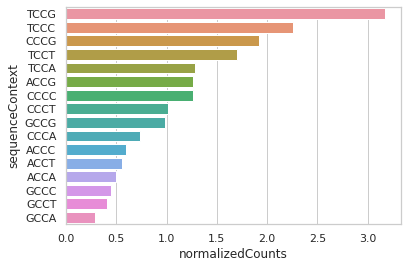 TCCG
TCCC
CCCG
TCCT
TCCA
ACCG
CCCC
CCCT
GCCG
CCCA
ACCC
ACCT
ACCA
GCCC
GCCT
GCCA
sequenceContext
0.0 0.5 1.0 1.5 2.0 2.5 3.0
normalizedCounts